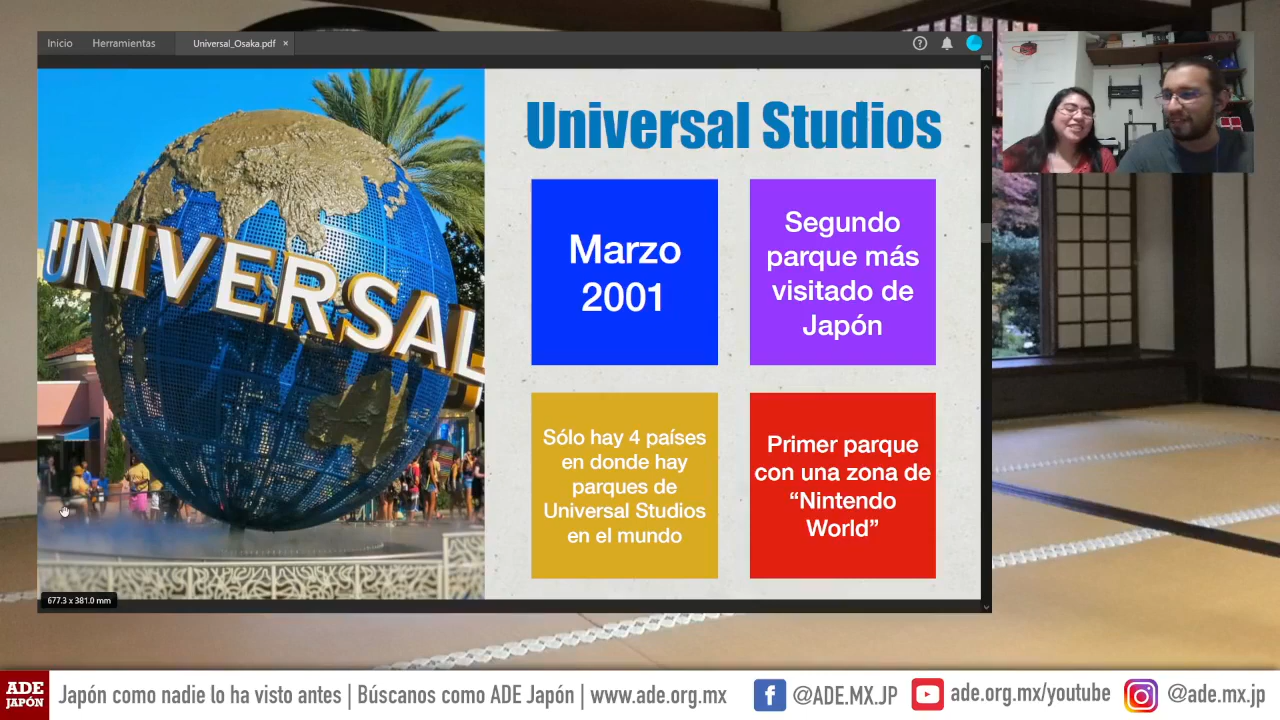 Inicio Herramientas Universal_Osaka.pdf ×
UNIVERSAL
Universal Studios
Marzo
2001
Segundo
parque más
visitado de
Japón
Sólo hay 4 países
en donde hay
parques de
Universal Studios
en el mundo
Primer parque
con una zona de
“Nintendo
World”
677.3 x 381.0 mm
ADE
JAPÓN
Japón como nadie lo ha visto antes | Búscanos como ADE Japón | www.ade.org.mx
@ADE.MX.JP
ade.org.mx/youtube
@ade.mx.jp